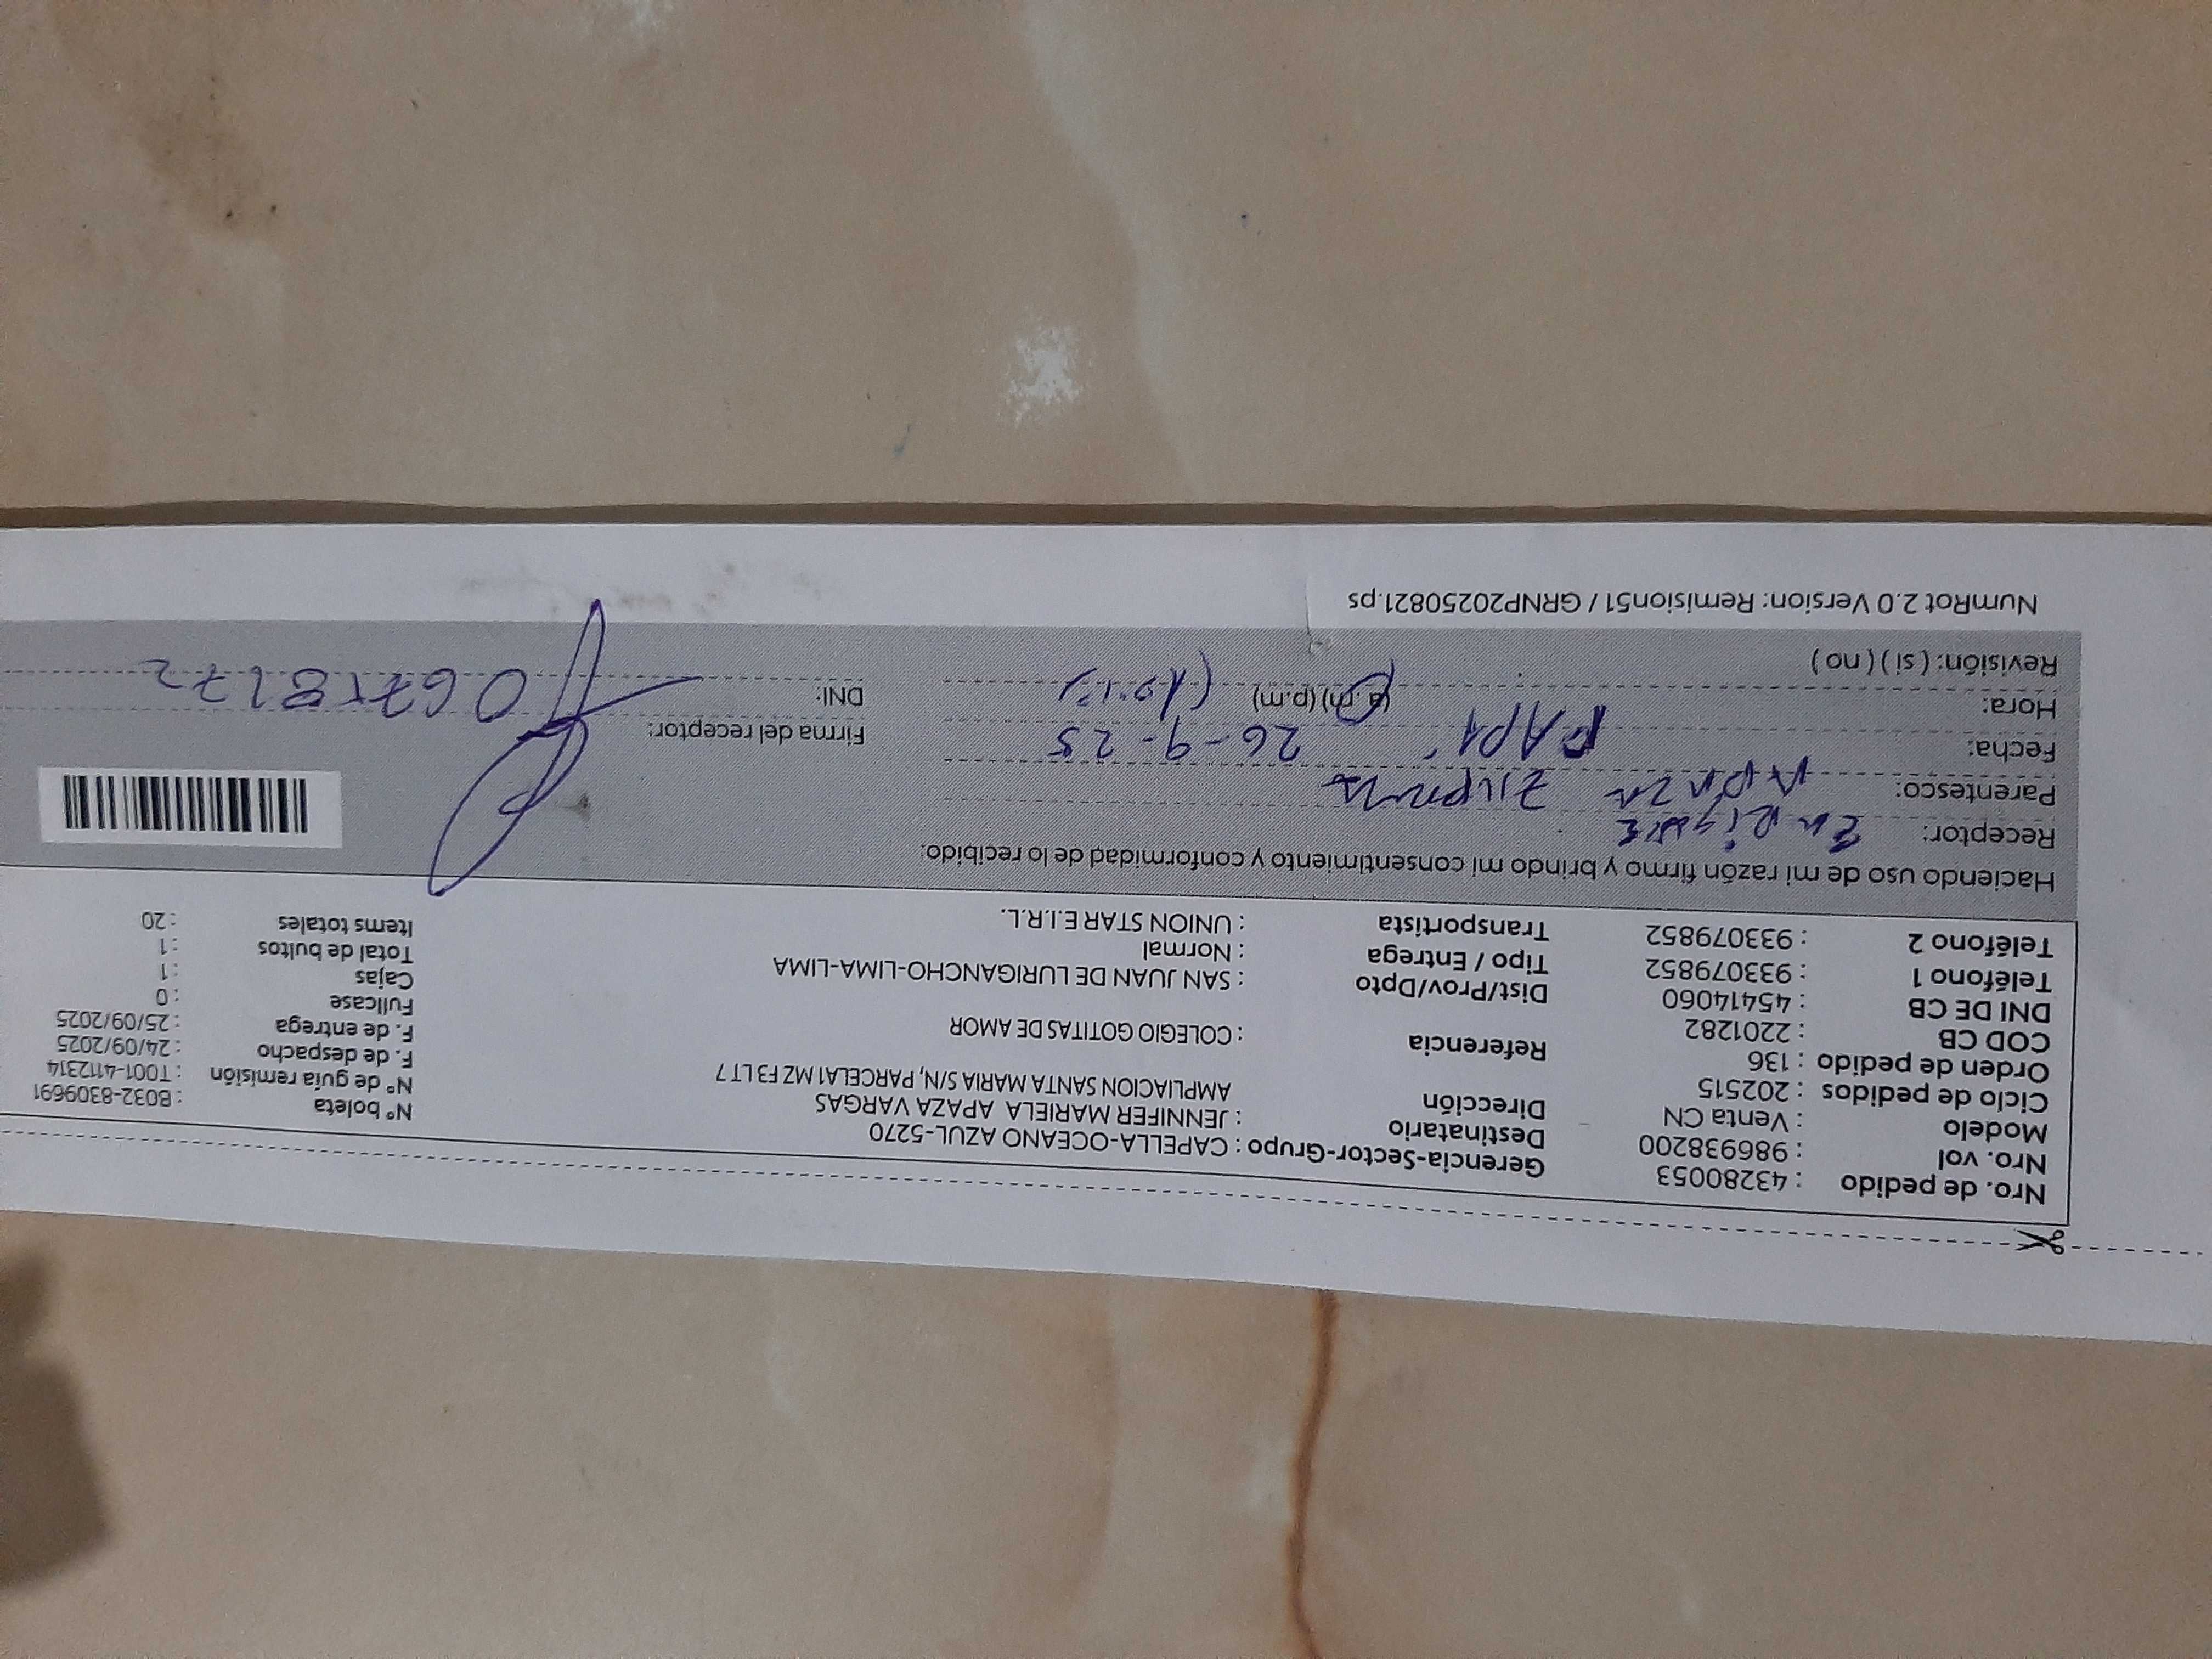 Nro. de pedido : 43280053 Gerencia-Sector-Grupo : CAPELLA-OCEANO AZUL-5270 N° boleta : B032-8309691
Nro. vol : 986938200 Destinatario : JENNIFER MARIELA APAZA VARGAS N° de guía remisión : T001-4112314
Modelo : Venta CN Dirección AMPLIACION SANTA MARIA S/N, PARCELA1 MZ F3 LT 7 F. de despacho : 24/09/2025
Ciclo de pedidos : 202515 F. de entrega : 25/09/2025
Orden de pedido : 136 Referencia : COLEGIO GOTITAS DE AMOR Fullcase : 0
COD CB : 2201282 Cajas : 1
DNI DE CB : 45414060 Dist/Prov/Dpto : SAN JUAN DE LURIGANCHO-LIMA-LIMA Total de bultos : 1
Teléfono 1 : 933079852 Tipo / Entrega : Normal Items totales : 20
Teléfono 2 : 933079852 Transportista : UNION STAR E.I.R.L.
Haciendo uso de mi razón firmo y brindo mi consentimiento y conformidad de lo recibido:
Receptor: Enrique
Parentesco: Apaza
Fecha: PAPA 26-9-25 Firma del receptor:
Hora: (a.m) (p.m) DNI:
Revisión: ( si ) ( no )
NumRot 2.0 Version: Remision51 / GRNP20250821.ps